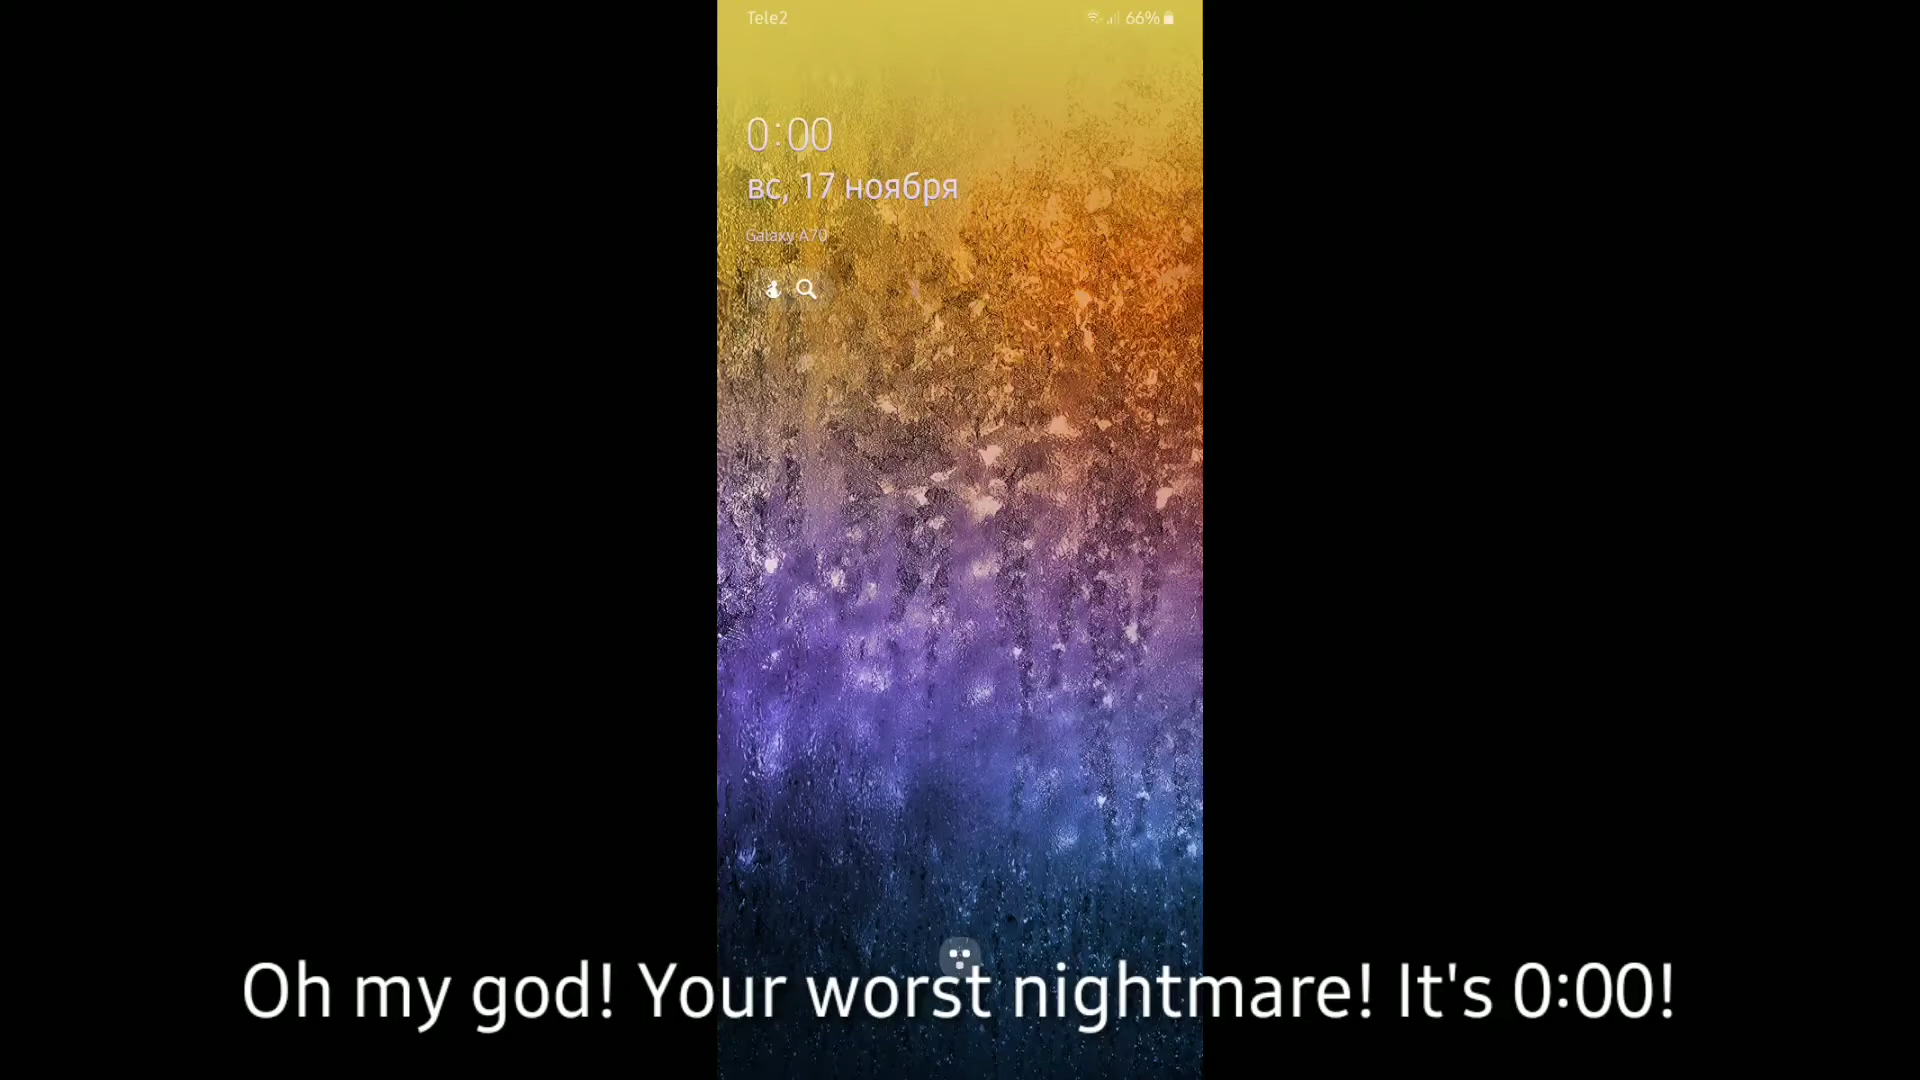 Tele2
66%
0:00
вс, 17 ноября
Galaxy A70
Oh my god! Your worst nightmare! It's 0:00!